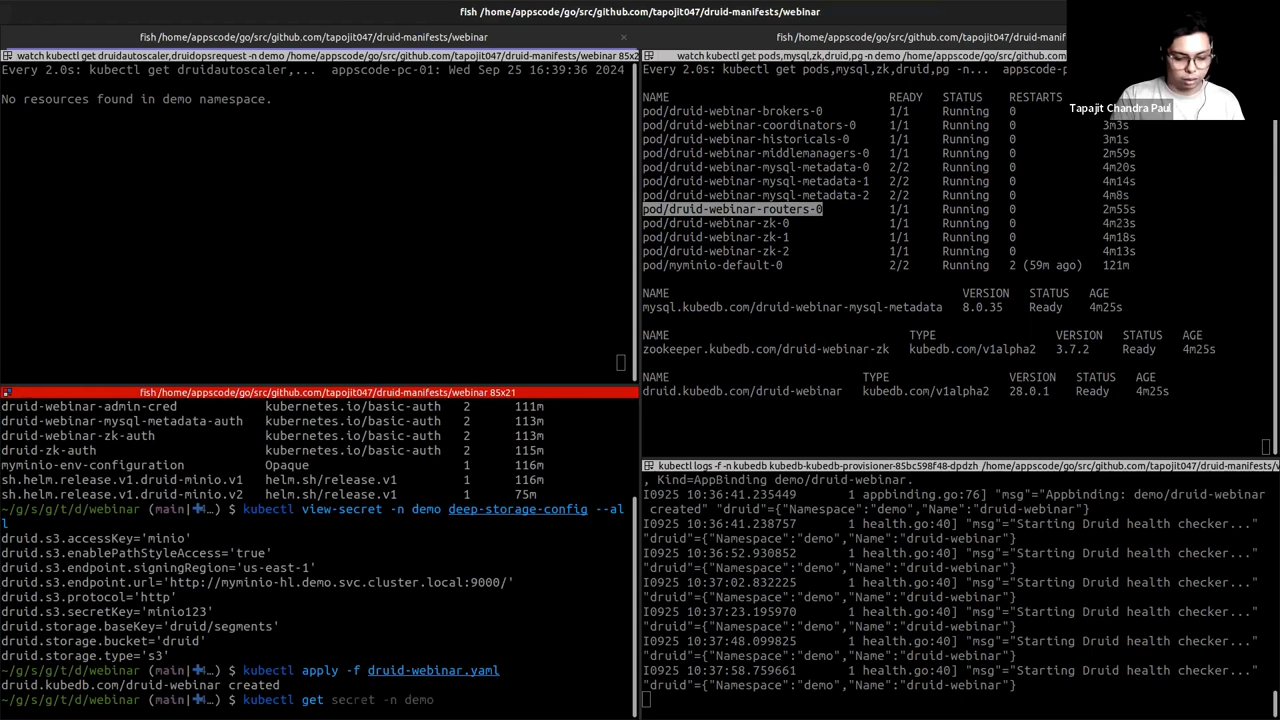 fish /home/appscode/go/src/github.com/tapojit047/druid-manifests/webinar
fish /home/appscode/go/src/github.com/tapojit047/druid-manifests/webinar ×
fish /home/appscode/go/src/github.com/tapojit047/druid-manifests/webinar
watch kubectl get druidautoscaler,druidopsrequest -n demo /home/appscode/go/src/github.com/tapojit047/druid-manifests/webinar 85x2
Every 2.0s: kubectl get druidautoscaler,... appscode-pc-01: Wed Sep 25 16:39:36 2024
No resources found in demo namespace.
fish /home/appscode/go/src/github.com/tapojit047/druid-manifests/webinar 85x21
druid-webinar-admin-cred kubernetes.io/basic-auth 2 111m
druid-webinar-mysql-metadata-auth kubernetes.io/basic-auth 2 113m
druid-webinar-zk-auth kubernetes.io/basic-auth 2 113m
druid-zk-auth kubernetes.io/basic-auth 2 115m
myminio-env-configuration Opaque 1 116m
sh.helm.release.v1.druid-minio.v1 helm.sh/release.v1 1 116m
sh.helm.release.v1.druid-minio.v2 helm.sh/release.v1 1 75m
~/g/s/g/t/d/webinar (main|✚4…) $ kubectl view-secret -n demo deep-storage-config --al
l
druid.s3.accessKey='minio'
druid.s3.enablePathStyleAccess='true'
druid.s3.endpoint.signingRegion='us-east-1'
druid.s3.endpoint.url='http://myminio-hl.demo.svc.cluster.local:9000/'
druid.s3.protocol='http'
druid.s3.secretKey='minio123'
druid.storage.baseKey='druid/segments'
druid.storage.bucket='druid'
druid.storage.type='s3'
~/g/s/g/t/d/webinar (main|✚4…) $ kubectl apply -f druid-webinar.yaml
druid.kubedb.com/druid-webinar created
~/g/s/g/t/d/webinar (main|✚4…) $ kubectl get secret -n demo
watch kubectl get pods,mysql,zk,druid,pg -n demo /home/appscode/go/src/github.com/tapojit047/druid-mani
Every 2.0s: kubectl get pods,mysql,zk,druid,pg -n... appscode-p
NAME READY STATUS RESTARTS
pod/druid-webinar-brokers-0 1/1 Running 0
pod/druid-webinar-coordinators-0 1/1 Running 0 3m3s
pod/druid-webinar-historicals-0 1/1 Running 0 3m1s
pod/druid-webinar-middlemanagers-0 1/1 Running 0 2m59s
pod/druid-webinar-mysql-metadata-0 2/2 Running 0 4m20s
pod/druid-webinar-mysql-metadata-1 2/2 Running 0 4m14s
pod/druid-webinar-mysql-metadata-2 2/2 Running 0 4m8s
pod/druid-webinar-routers-0 1/1 Running 0 2m55s
pod/druid-webinar-zk-0 1/1 Running 0 4m23s
pod/druid-webinar-zk-1 1/1 Running 0 4m18s
pod/druid-webinar-zk-2 1/1 Running 0 4m13s
pod/myminio-default-0 2/2 Running 2 (59m ago) 121m
NAME VERSION STATUS AGE
mysql.kubedb.com/druid-webinar-mysql-metadata 8.0.35 Ready 4m25s
NAME TYPE VERSION STATUS AGE
zookeeper.kubedb.com/druid-webinar-zk kubedb.com/v1alpha2 3.7.2 Ready 4m25s
NAME TYPE VERSION STATUS AGE
druid.kubedb.com/druid-webinar kubedb.com/v1alpha2 28.0.1 Ready 4m25s
kubectl logs -f -n kubedb kubedb-kubedb-provisioner-85bc598f48-dpdzh /home/appscode/go/src/github.com/tapojit047/druid-manifests/w
, Kind=AppBinding demo/druid-webinar.
I0925 10:36:41.235449 1 appbinding.go:76] "msg"="Appbinding: demo/druid-webinar
created" "druid"={"Namespace":"demo","Name":"druid-webinar"}
I0925 10:36:41.238757 1 health.go:40] "msg"="Starting Druid health checker..."
"druid"={"Namespace":"demo","Name":"druid-webinar"}
I0925 10:36:52.930852 1 health.go:40] "msg"="Starting Druid health checker..."
"druid"={"Namespace":"demo","Name":"druid-webinar"}
I0925 10:37:02.832225 1 health.go:40] "msg"="Starting Druid health checker..."
"druid"={"Namespace":"demo","Name":"druid-webinar"}
I0925 10:37:23.195970 1 health.go:40] "msg"="Starting Druid health checker..."
"druid"={"Namespace":"demo","Name":"druid-webinar"}
I0925 10:37:48.099825 1 health.go:40] "msg"="Starting Druid health checker..."
"druid"={"Namespace":"demo","Name":"druid-webinar"}
I0925 10:37:58.759661 1 health.go:40] "msg"="Starting Druid health checker..."
"druid"={"Namespace":"demo","Name":"druid-webinar"}
Tapajit Chandra Paul